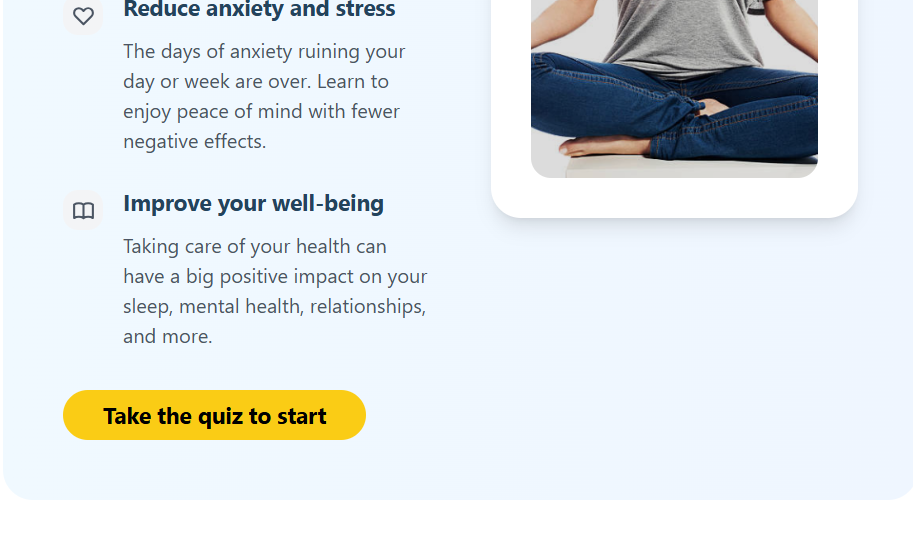 Reduce anxiety and stress
The days of anxiety ruining your
day or week are over. Learn to
enjoy peace of mind with fewer
negative effects.
Improve your well-being
Taking care of your health can
have a big positive impact on your
sleep, mental health, relationships,
and more.
Take the quiz to start